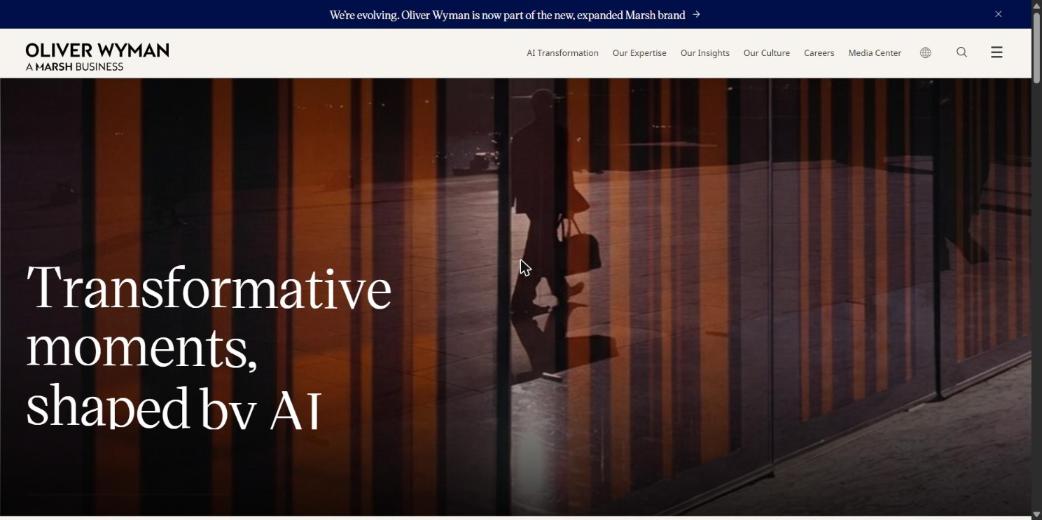 We're evolving. Oliver Wyman is now part of the new, expanded Marsh brand →
OLIVER WYMAN
A MARSH BUSINESS
AI Transformation Our Expertise Our Insights Our Culture Careers Media Center
Transformative
moments,
shaped by AI